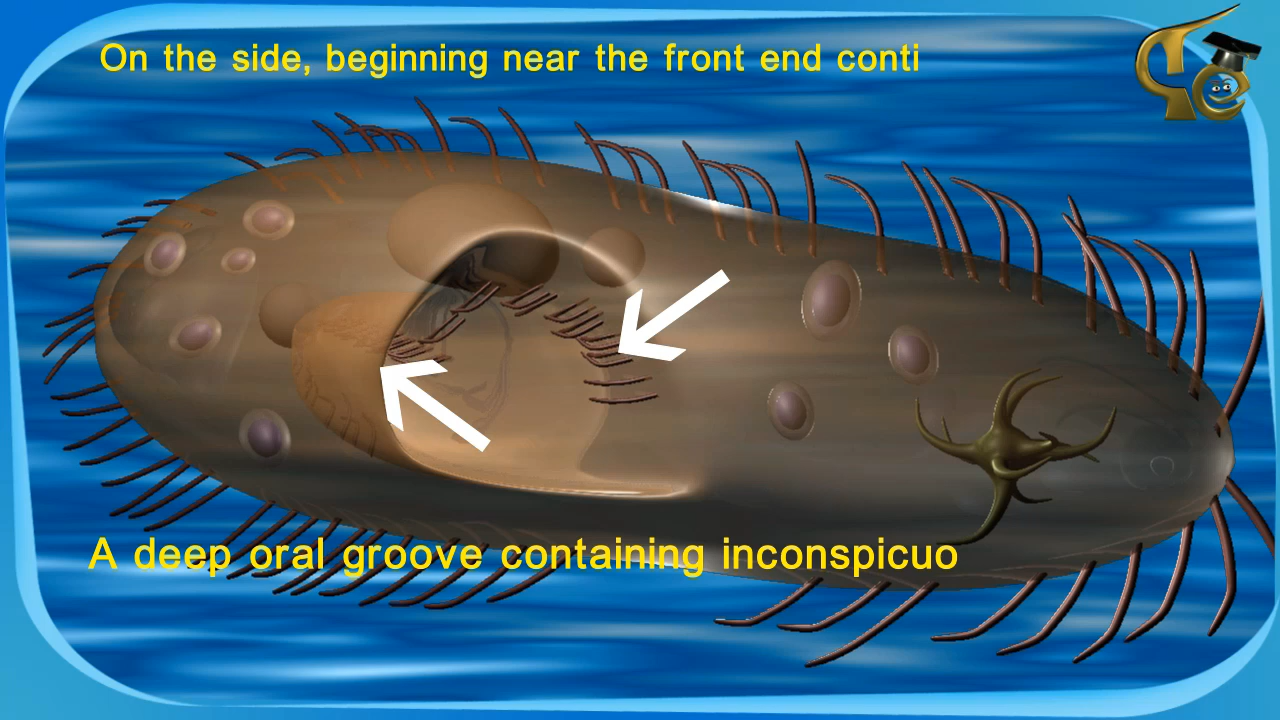 On the side, beginning near the front end conti
A deep oral groove containing inconspicuo